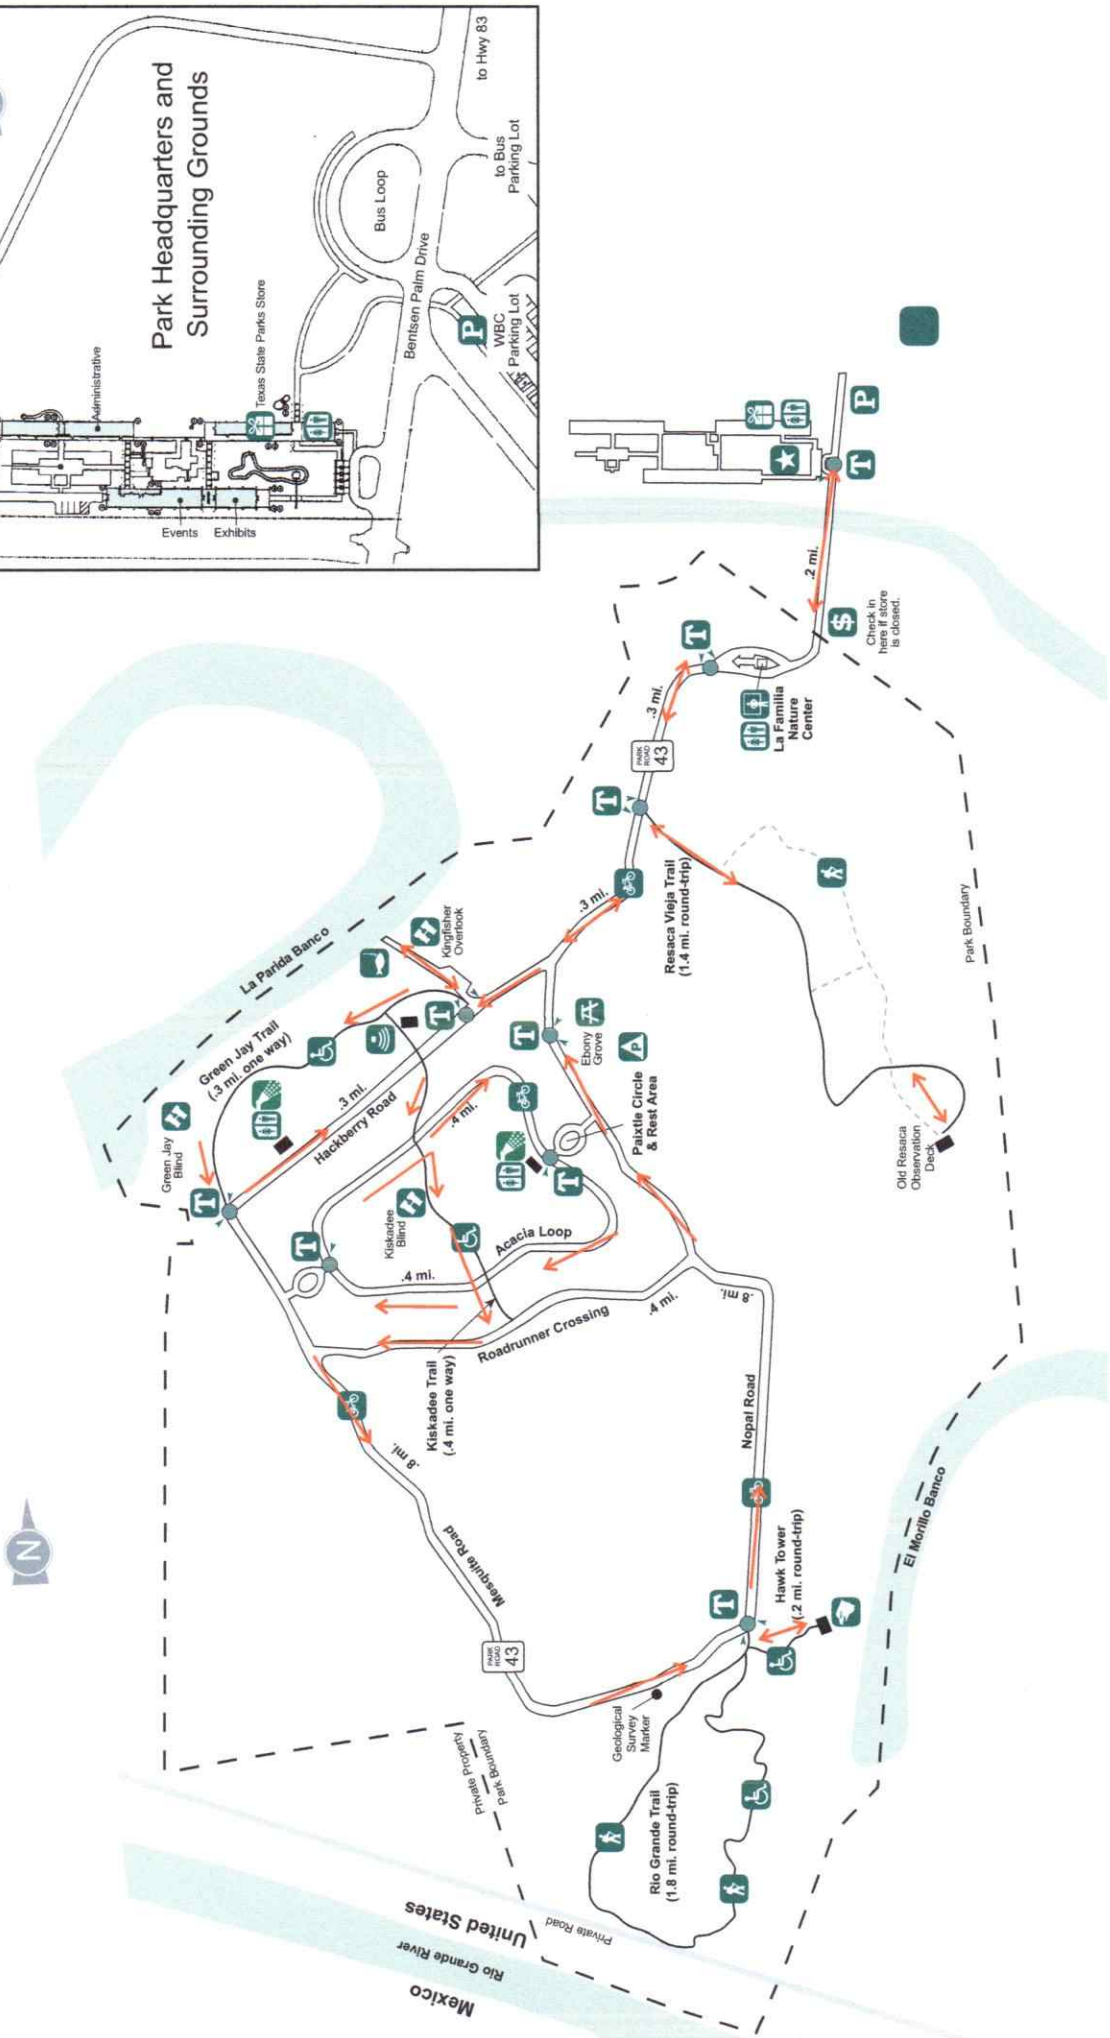 Park Headquarters and
Surrounding Grounds
to Hwy 83
to Bus
Parking Lot
Bus Loop
Bentsen Palm Drive
P
WBC
Parking Lot
Texas State Parks Store
Administrative
Events
Exhibits
P
T
.2 mi.
$
Check in
here if store
is closed.
T
La Familia
Nature
Center
.3 mi.
PARK
ROAD
43
T
Resaca Vieja Trail
(1.4 mi. round-trip)
Park Boundary
Old Resaca
Observation
Deck
.3 mi.
La Parida Banco
Kingfisher
Overlook
T
Green Jay Trail
(.3 mi. one way)
Green Jay
Blind
T
.3 mi.
Hackberry Road
T
Ebony
Grove
P
Paixtle Circle
& Rest Area
T
.4 mi.
Kiskadee
Blind
Acacia Loop
.4 mi.
T
Kiskadee Trail
(.4 mi. one way)
Roadrunner Crossing
.4 mi.
.8 mi.
Nopal Road
.8 mi.
Mesquite Road
PARK
ROAD
43
T
Hawk Tower
(.2 mi. round-trip)
El Morillo Banco
Geological
Survey
Marker
Rio Grande Trail
(1.8 mi. round-trip)
Private Property
Park Boundary
Private Road
United States
Rio Grande River
Mexico
N